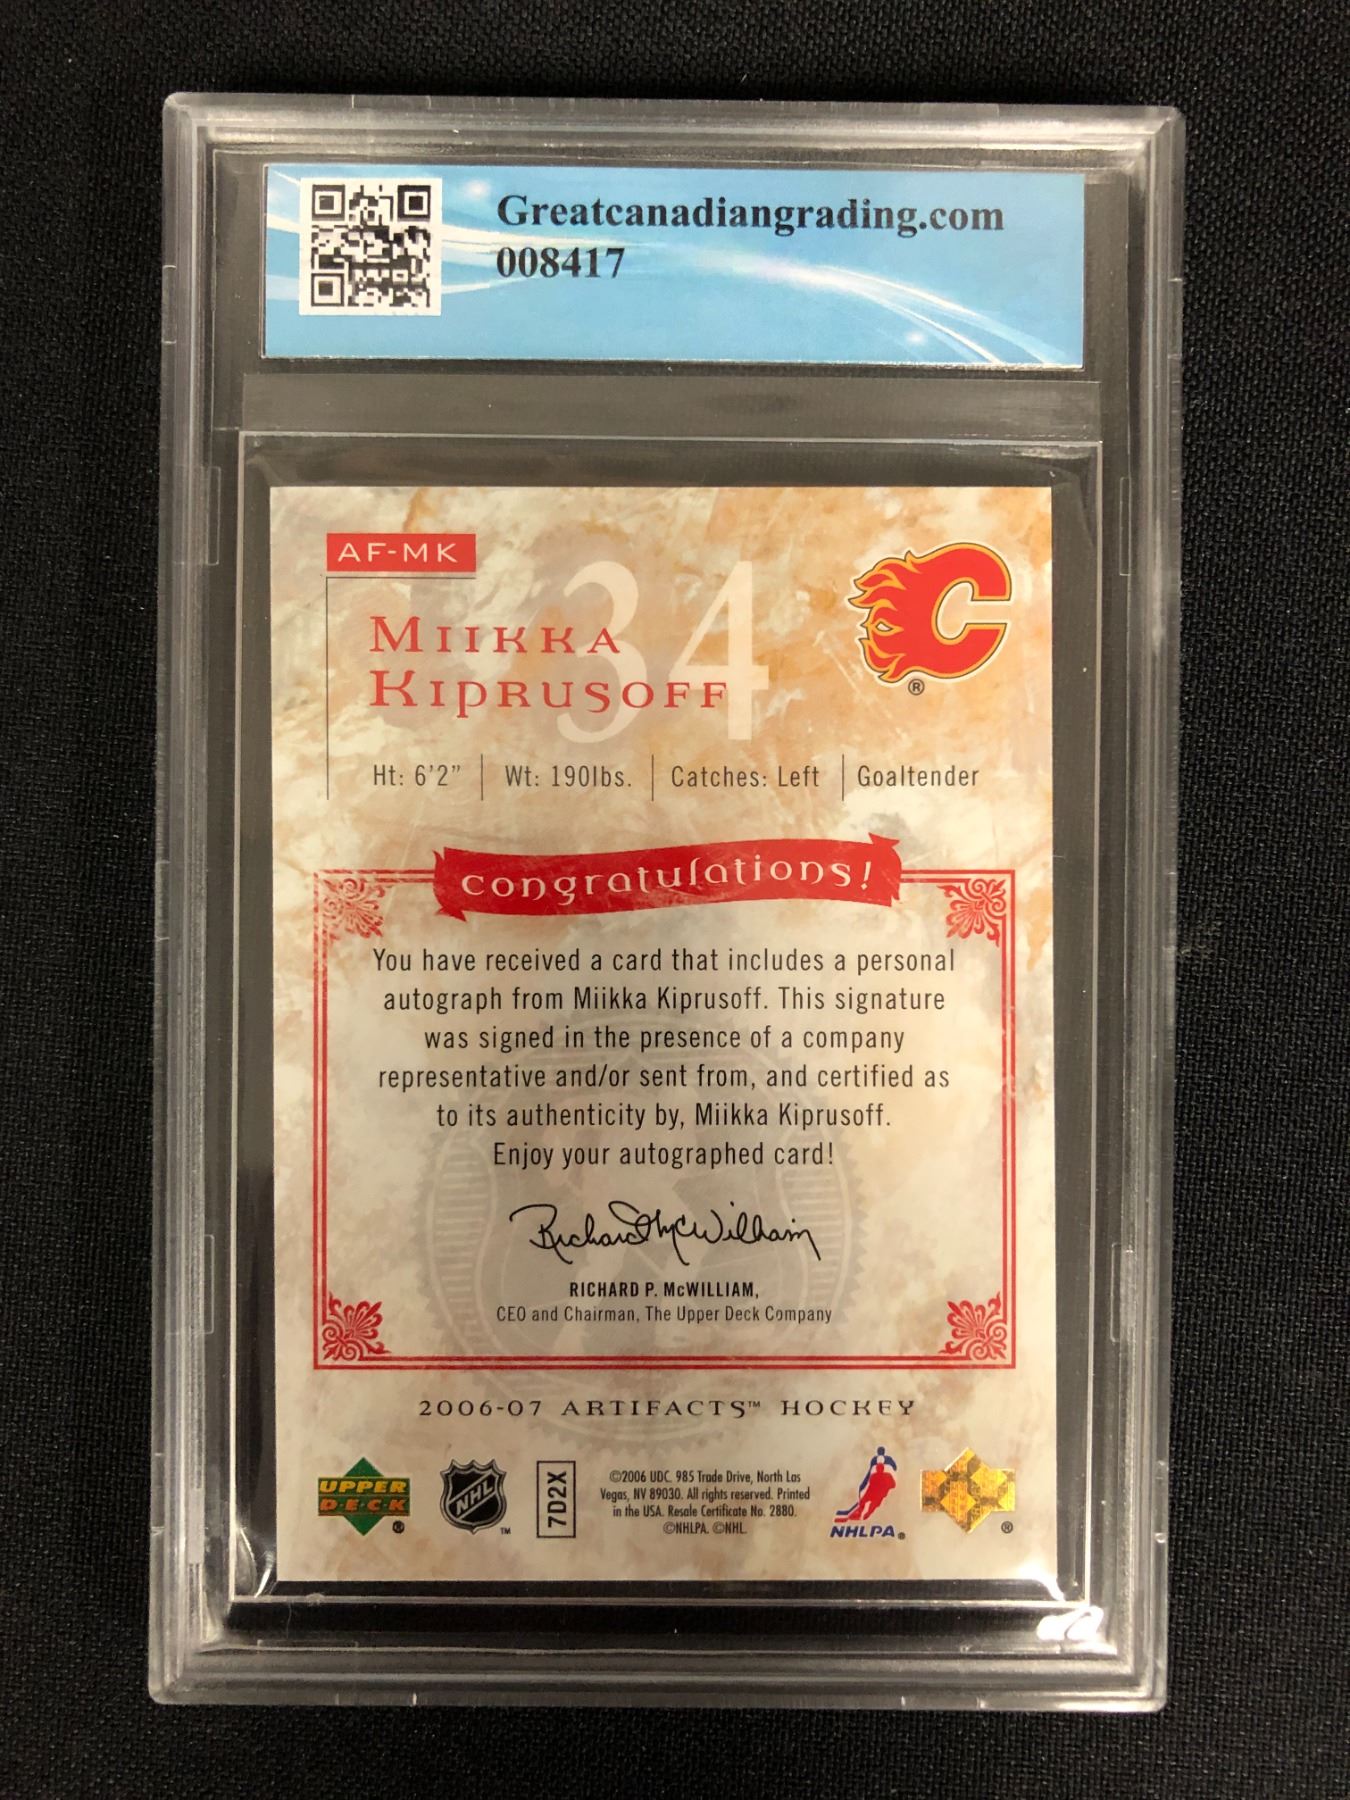 Greatcanadiangrading.com
008417
AF-MK
34
MIIKKA
KIPRUSOFF
C
®
Ht: 6'2" Wt: 190lbs. Catches: Left Goaltender
congratulations!
You have received a card that includes a personal
autograph from Miikka Kiprusoff. This signature
was signed in the presence of a company
representative and/or sent from, and certified as
to its authenticity by, Miikka Kiprusoff.
Enjoy your autographed card!
Richard McWilliam
RICHARD P. McWILLIAM,
CEO and Chairman, The Upper Deck Company
2006-07 ARTIFACTS™ HOCKEY
UPPER
D·E·C·K
®
NHL
™
7D2X
©2006 UDC. 985 Trade Drive, North Las
Vegas, NV 89030. All rights reserved. Printed
in the USA. Resale Certificate No. 2880.
©NHLPA. ©NHL.
NHLPA®
®